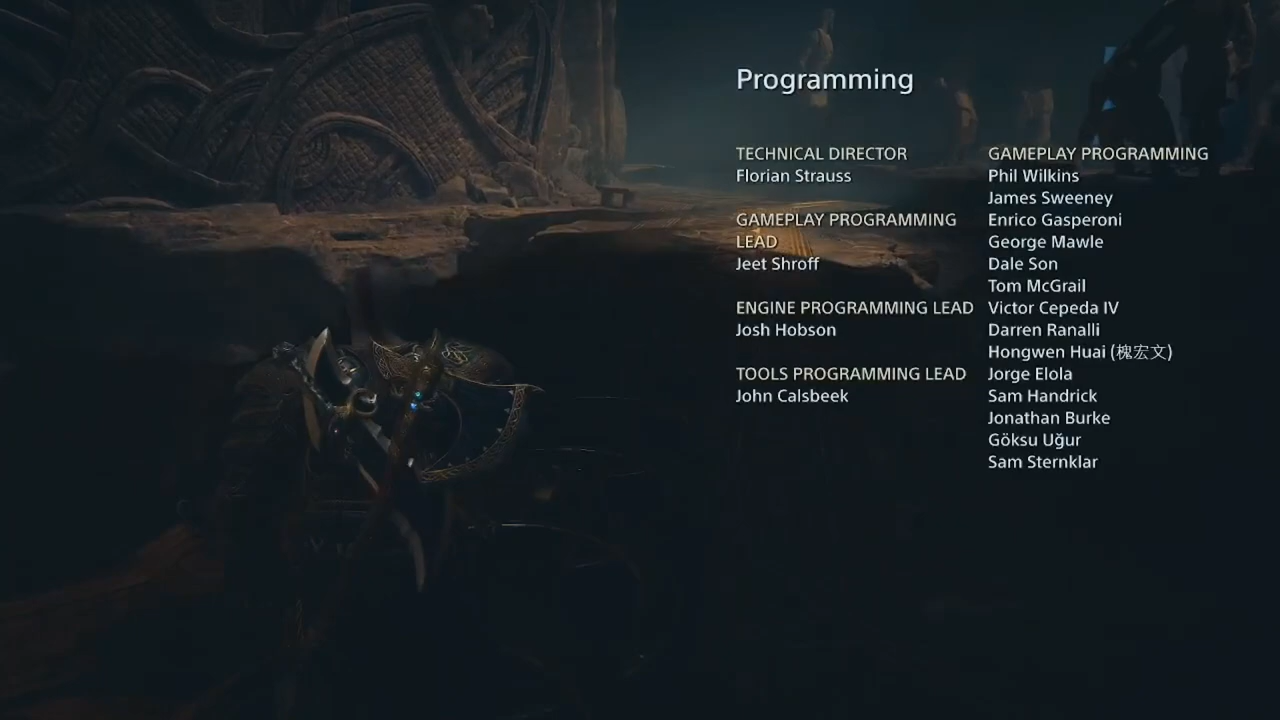 Programming
TECHNICAL DIRECTOR
Florian Strauss
GAMEPLAY PROGRAMMING
LEAD
Jeet Shroff
ENGINE PROGRAMMING LEAD
Josh Hobson
TOOLS PROGRAMMING LEAD
John Calsbeek
GAMEPLAY PROGRAMMING
Phil Wilkins
James Sweeney
Enrico Gasperoni
George Mawle
Dale Son
Tom McGrail
Victor Cepeda IV
Darren Ranalli
Hongwen Huai (槐宏文)
Jorge Elola
Sam Handrick
Jonathan Burke
Göksu Uğur
Sam Sternklar